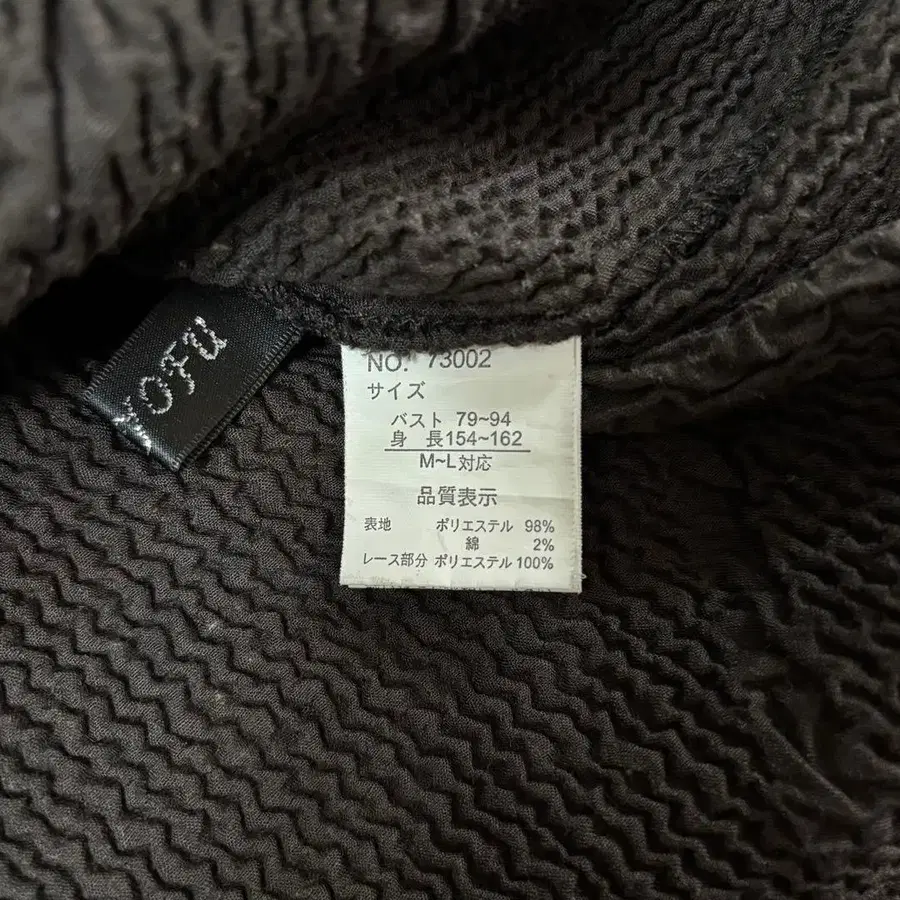 NO. 73002
サイズ
バスト 79~94
身 長154~162
M~L対応
品質表示
表地 ポリエステル 98%
綿 2%
レース部分 ポリエステル 100%
YOFU